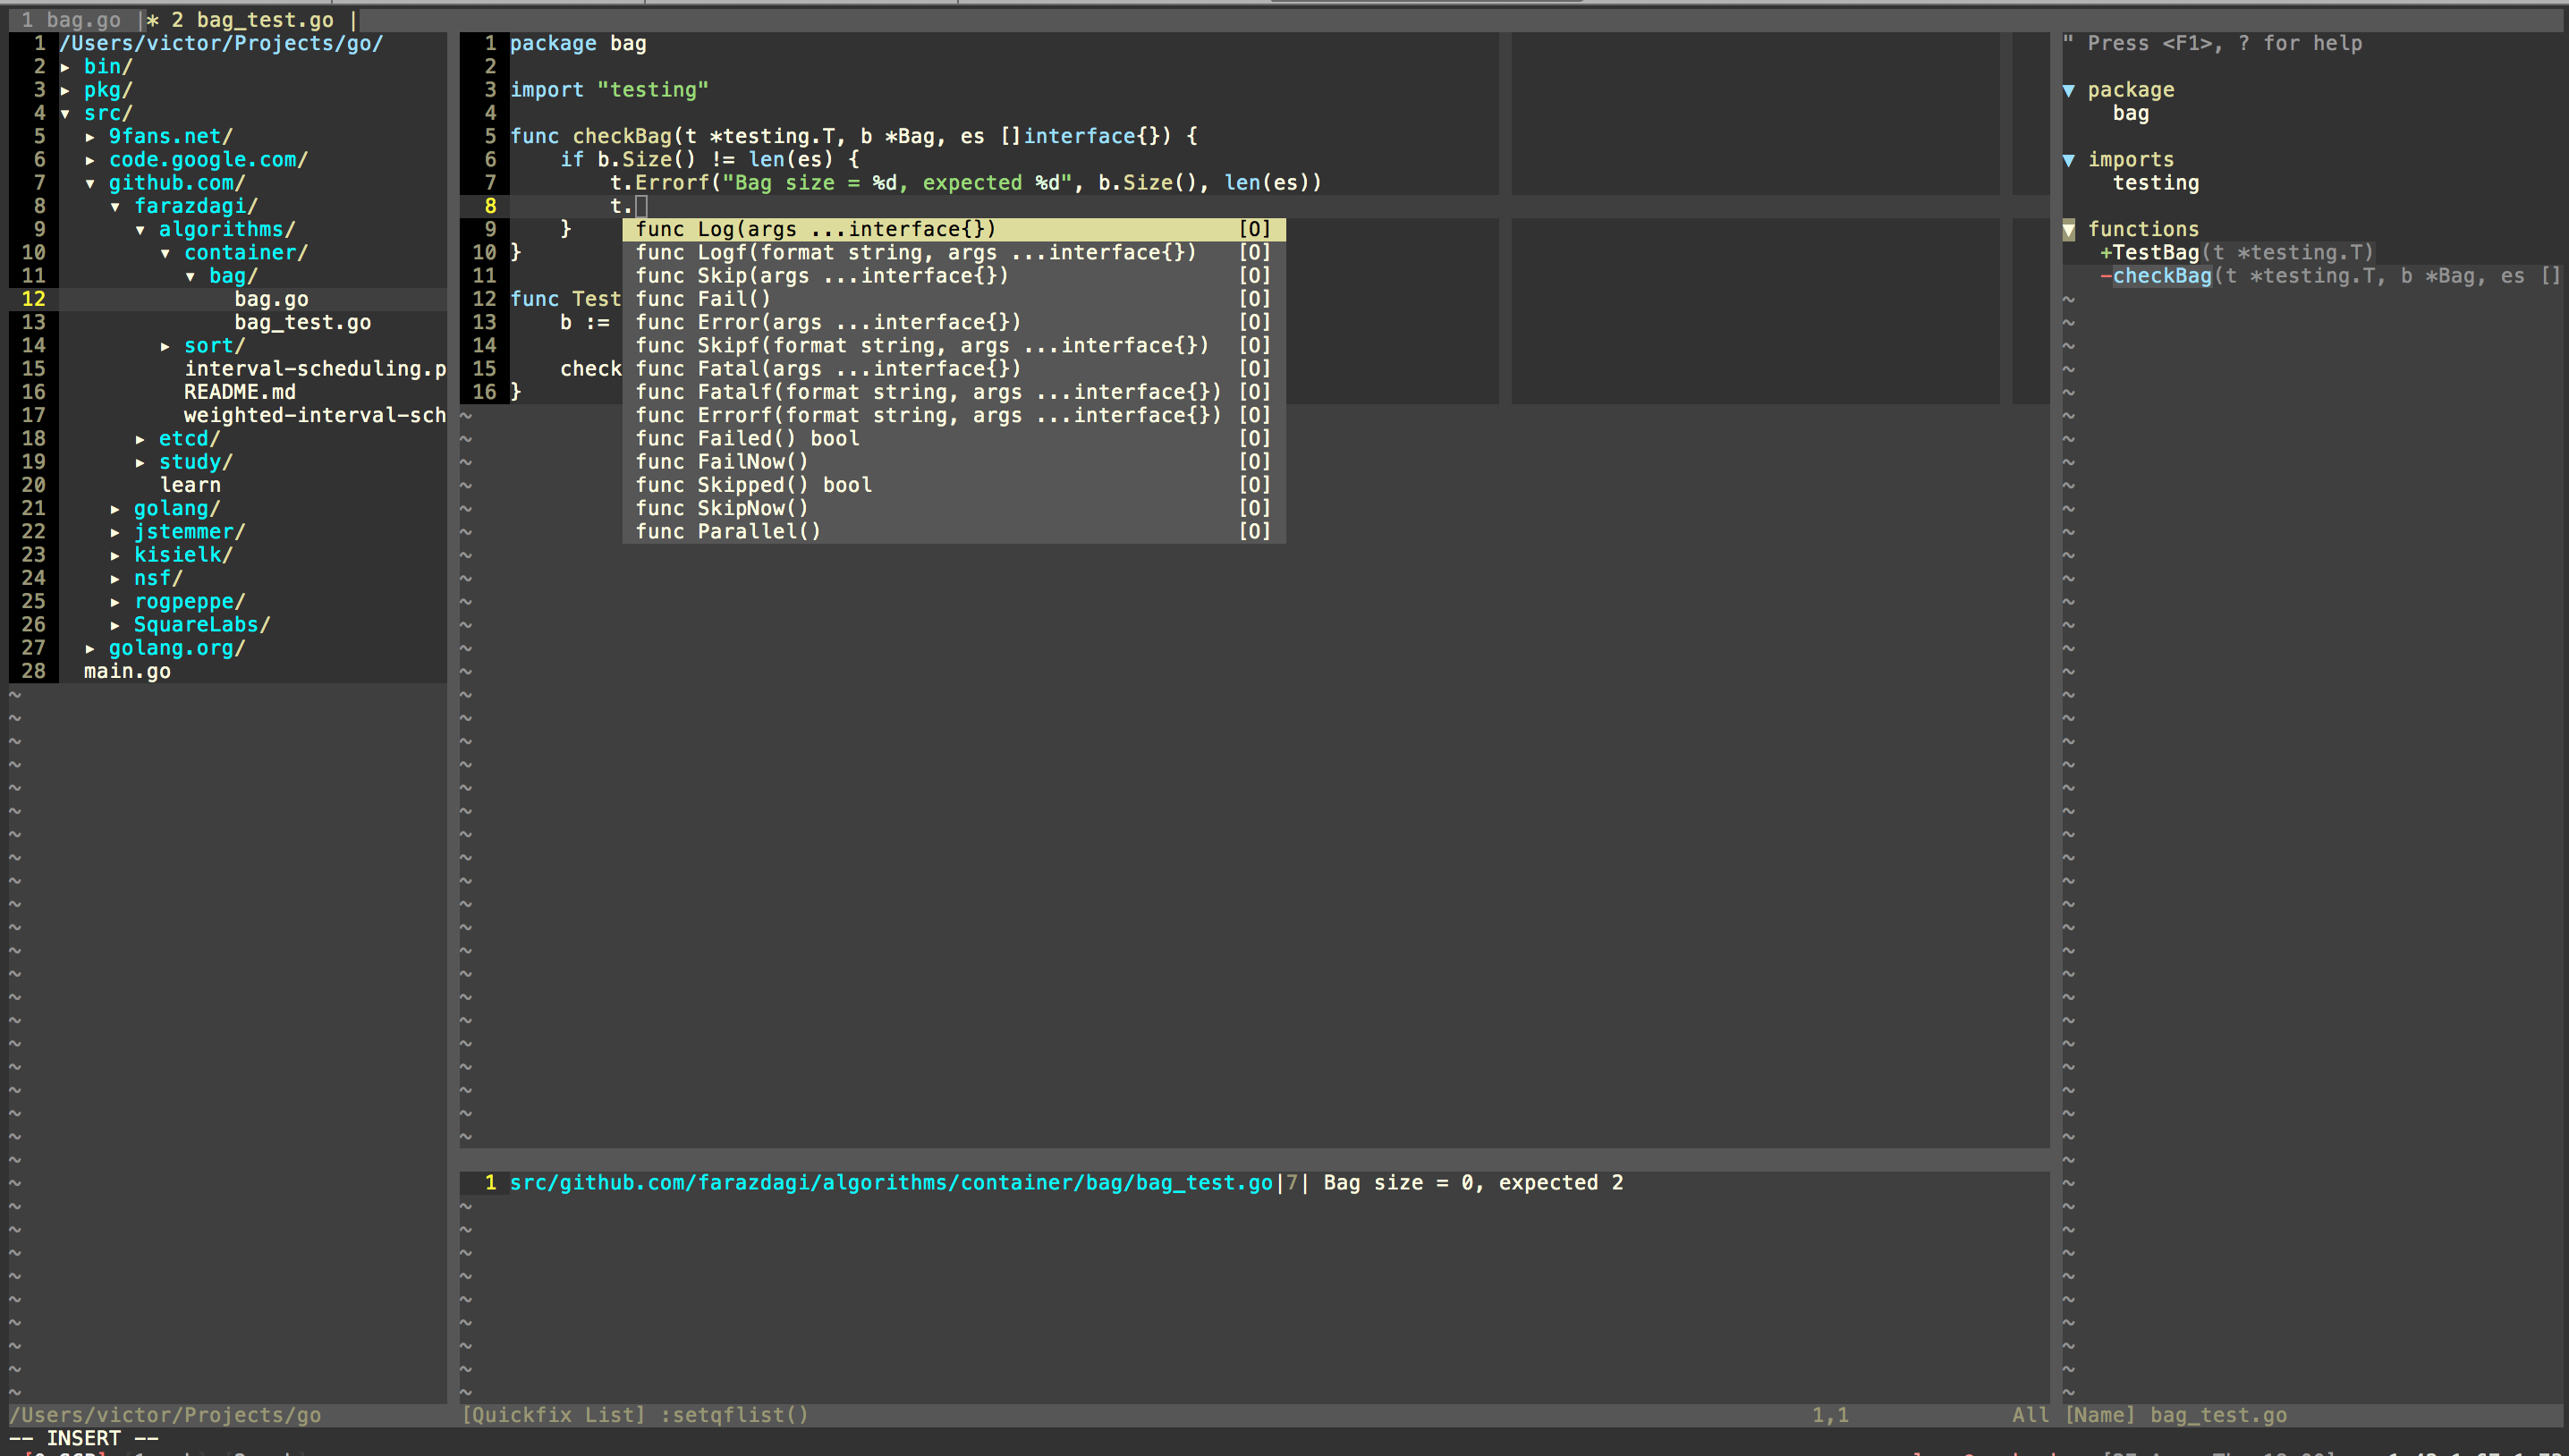 1 bag.go |* 2 bag_test.go |
1 /Users/victor/Projects/go/
2 ▸ bin/
3 ▸ pkg/
4 ▾ src/
5 ▸ 9fans.net/
6 ▸ code.google.com/
7 ▾ github.com/
8 ▾ farazdagi/
9 ▾ algorithms/
10 ▾ container/
11 ▾ bag/
12 bag.go
13 bag_test.go
14 ▸ sort/
15 interval-scheduling.p
16 README.md
17 weighted-interval-sch
18 ▸ etcd/
19 ▸ study/
20 learn
21 ▸ golang/
22 ▸ jstemmer/
23 ▸ kisielk/
24 ▸ nsf/
25 ▸ rogpeppe/
26 ▸ SquareLabs/
27 ▸ golang.org/
28 main.go
/Users/victor/Projects/go
1 package bag
2
3 import "testing"
4
5 func checkBag(t *testing.T, b *Bag, es []interface{}) {
6 if b.Size() != len(es) {
7 t.Errorf("Bag size = %d, expected %d", b.Size(), len(es))
8 t.
9 }
10 }
11
12 func Test
13 b :=
14
15 check
16 }
func Log(args ...interface{}) [O]
func Logf(format string, args ...interface{}) [O]
func Skip(args ...interface{}) [O]
func Fail() [O]
func Error(args ...interface{}) [O]
func Skipf(format string, args ...interface{}) [O]
func Fatal(args ...interface{}) [O]
func Fatalf(format string, args ...interface{}) [O]
func Errorf(format string, args ...interface{}) [O]
func Failed() bool [O]
func FailNow() [O]
func Skipped() bool [O]
func SkipNow() [O]
func Parallel() [O]
1 src/github.com/farazdagi/algorithms/container/bag/bag_test.go|7| Bag size = 0, expected 2
[Quickfix List] :setqflist() 1,1 All
" Press <F1>, ? for help
▼ package
bag
▼ imports
testing
▼ functions
+TestBag(t *testing.T)
-checkBag(t *testing.T, b *Bag, es []
[Name] bag_test.go
-- INSERT --